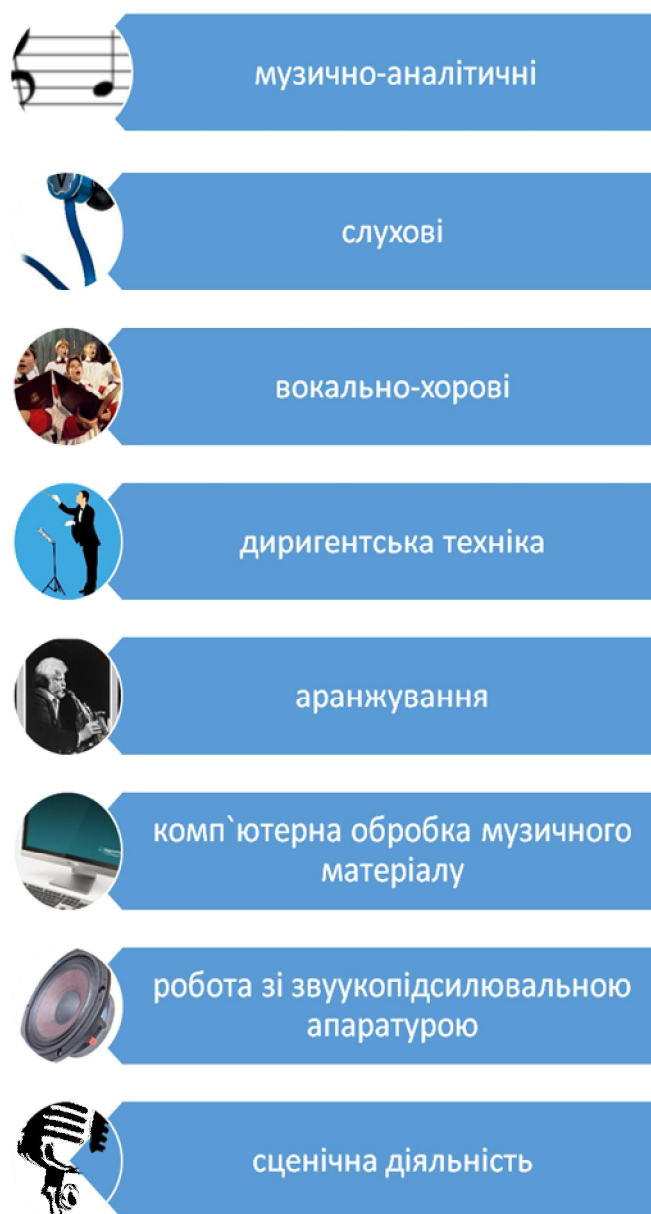 музично-аналітичні
слухові
вокально-хорові
диригентська техніка
аранжування
комп`ютерна обробка музичного
матеріалу
робота зі звуукопідсилювальною
апаратурою
сценічна діяльність